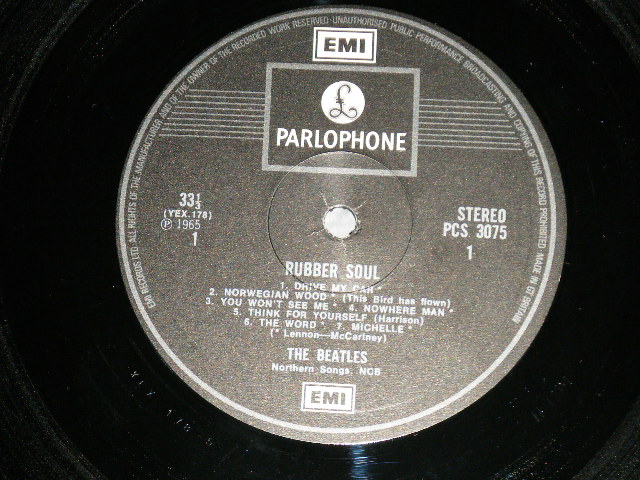 EMI RECORDS LTD. ALL RIGHTS OF THE MANUFACTURER AND OF THE OWNER OF THE RECORDED WORK RESERVED · UNAUTHORISED PUBLIC PERFORMANCE BROADCASTING AND COPYING OF THIS RECORD PROHIBITED · MADE IN GT BRITAIN
EMI
£
PARLOPHONE
33⅓
(YEX.178)
Ⓟ 1965
1
STEREO
PCS 3075
1
RUBBER SOUL
1. DRIVE MY CAR *
2. NORWEGIAN WOOD * (This Bird has flown)
3. YOU WON'T SEE ME * 4. NOWHERE MAN *
5. THINK FOR YOURSELF (Harrison)
6. THE WORD * 7. MICHELLE *
(* Lennon—McCartney)
THE BEATLES
Northern Songs. NCB
EMI